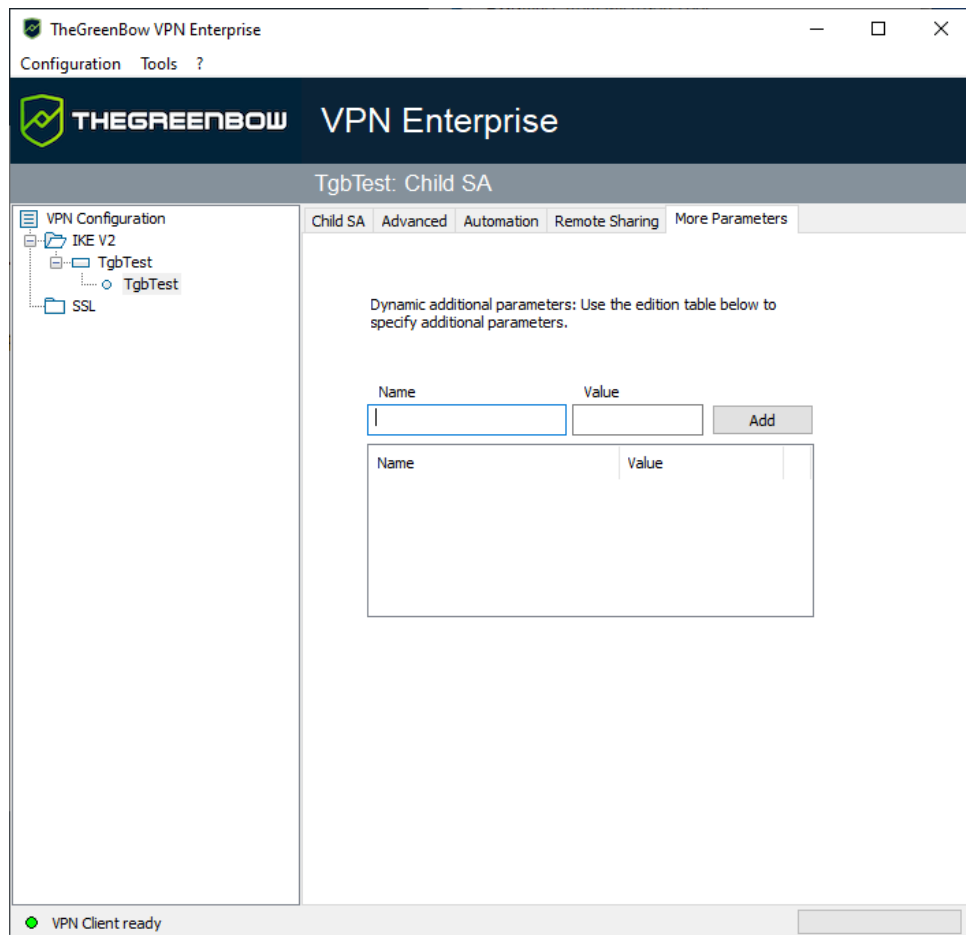 TheGreenBow VPN Enterprise
Configuration Tools ?
THEGREENBOW
VPN Enterprise
TgbTest: Child SA
VPN Configuration
IKE V2
TgbTest
TgbTest
SSL
Child SA Advanced Automation Remote Sharing More Parameters
Dynamic additional parameters: Use the edition table below to
specify additional parameters.
Name Value
Add
Name Value
VPN Client ready